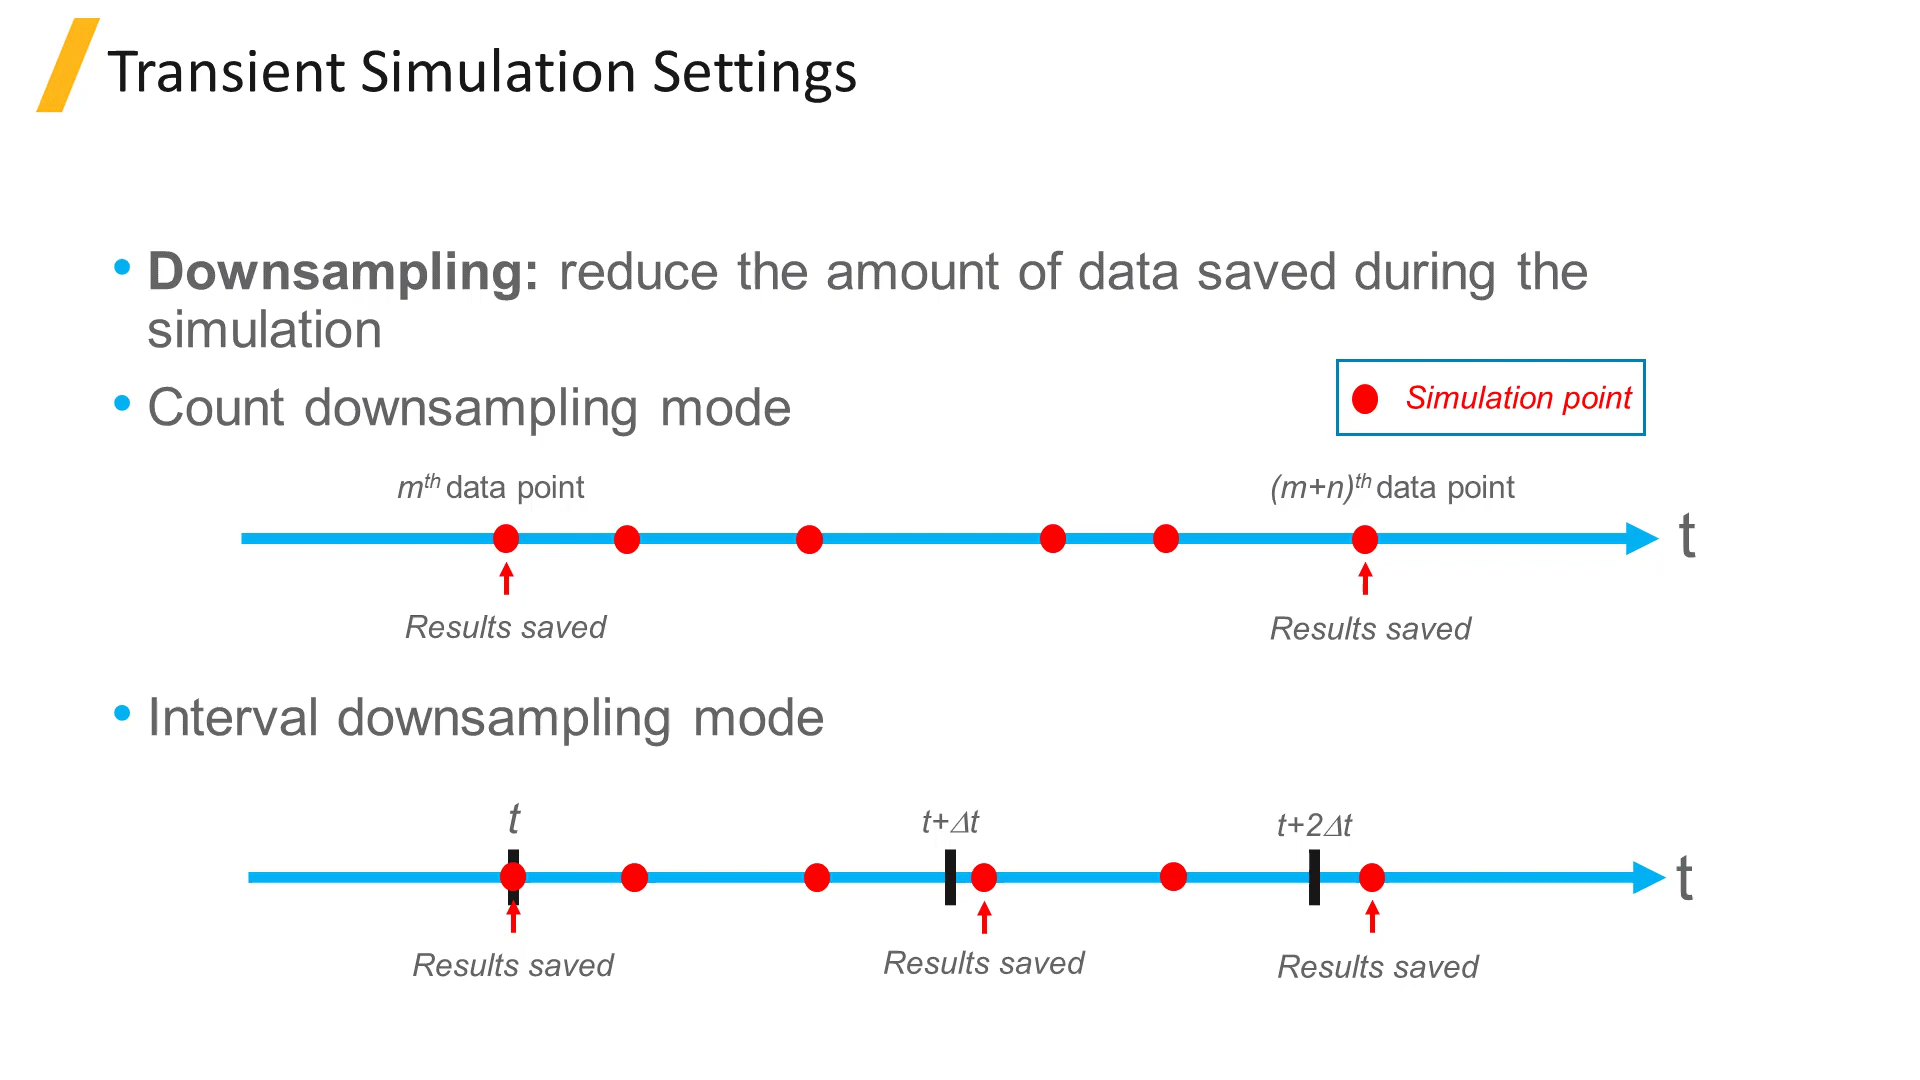 Transient Simulation Settings
• Downsampling: reduce the amount of data saved during the
simulation
• Count downsampling mode
Simulation point
mth data point
(m+n)th data point
t
Results saved
Results saved
• Interval downsampling mode
t
t+Δt
t+2Δt
t
Results saved
Results saved
Results saved